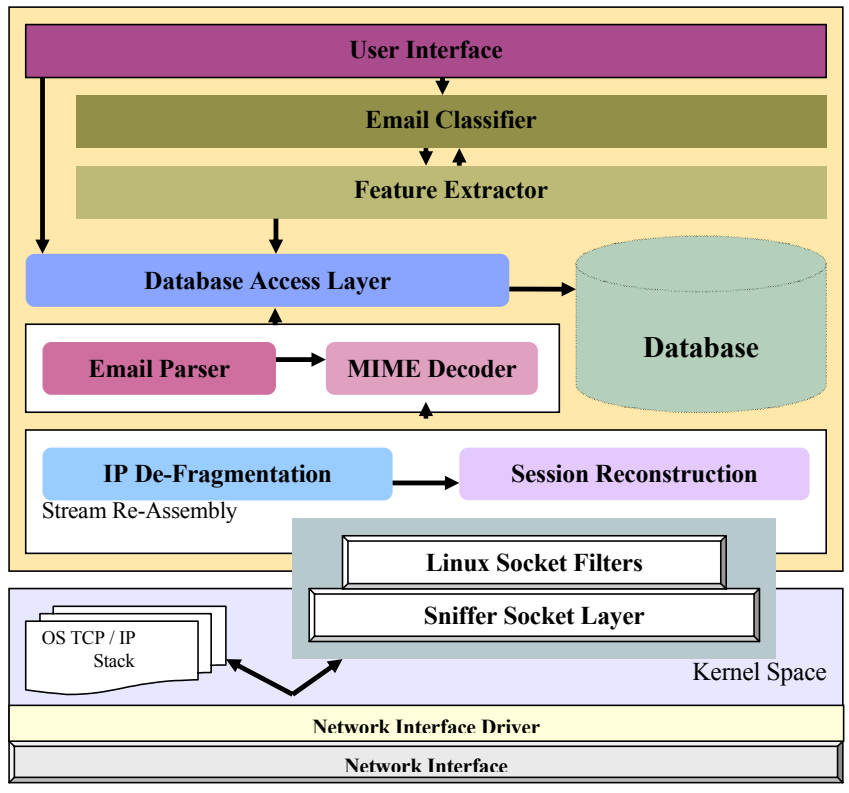 User Interface
Email Classifier
Feature Extractor
Database Access Layer
Database
Email Parser
MIME Decoder
IP De-Fragmentation
Session Reconstruction
Stream Re-Assembly
Linux Socket Filters
Sniffer Socket Layer
OS TCP / IP
Stack
Kernel Space
Network Interface Driver
Network Interface